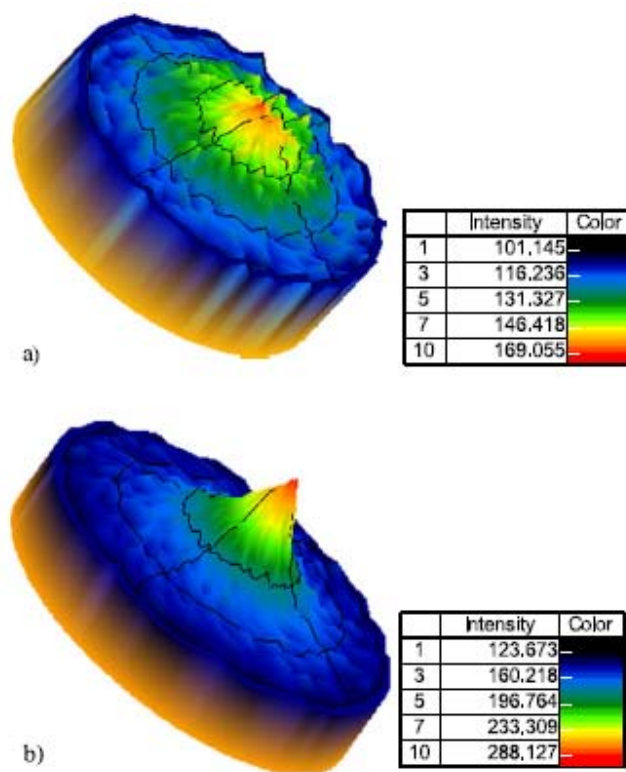 Intensity Color
1 101,145
3 116.236
5 131.327
7 146.418
10 169.055
a)
Intensity Color
1 123,673
3 160.218
5 196.764
7 233,309
10 288,127
b)